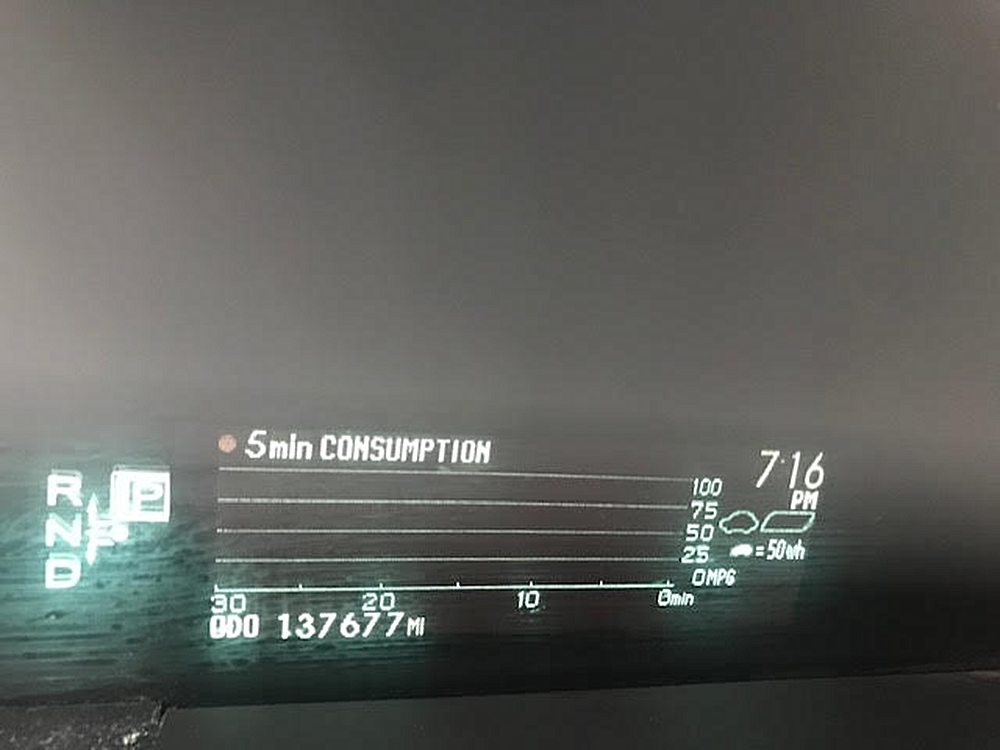 5min CONSUMPTION
7:16
PM
R
P
N
D
100
75
50
25
0MPG
= 50Wh
30 20 10 0min
ODO 137677MI